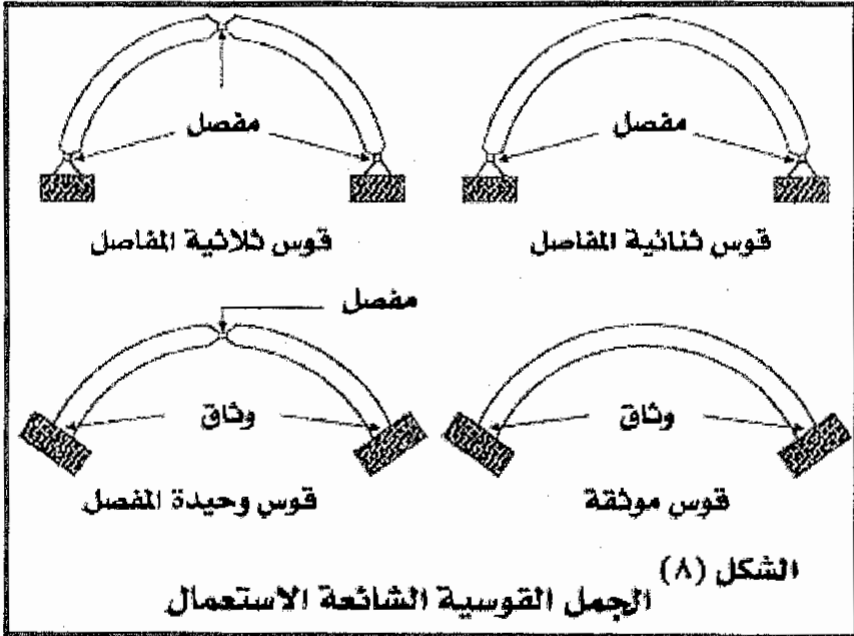 مفصل
مفصل
قوس ثنائية المفاصل
قوس ثلاثية المفاصل
مفصل
وثاق
وثاق
قوس موثقة
قوس وحيدة المفصل
الشكل (٨)
الجمل القوسية الشائعة الاستعمال